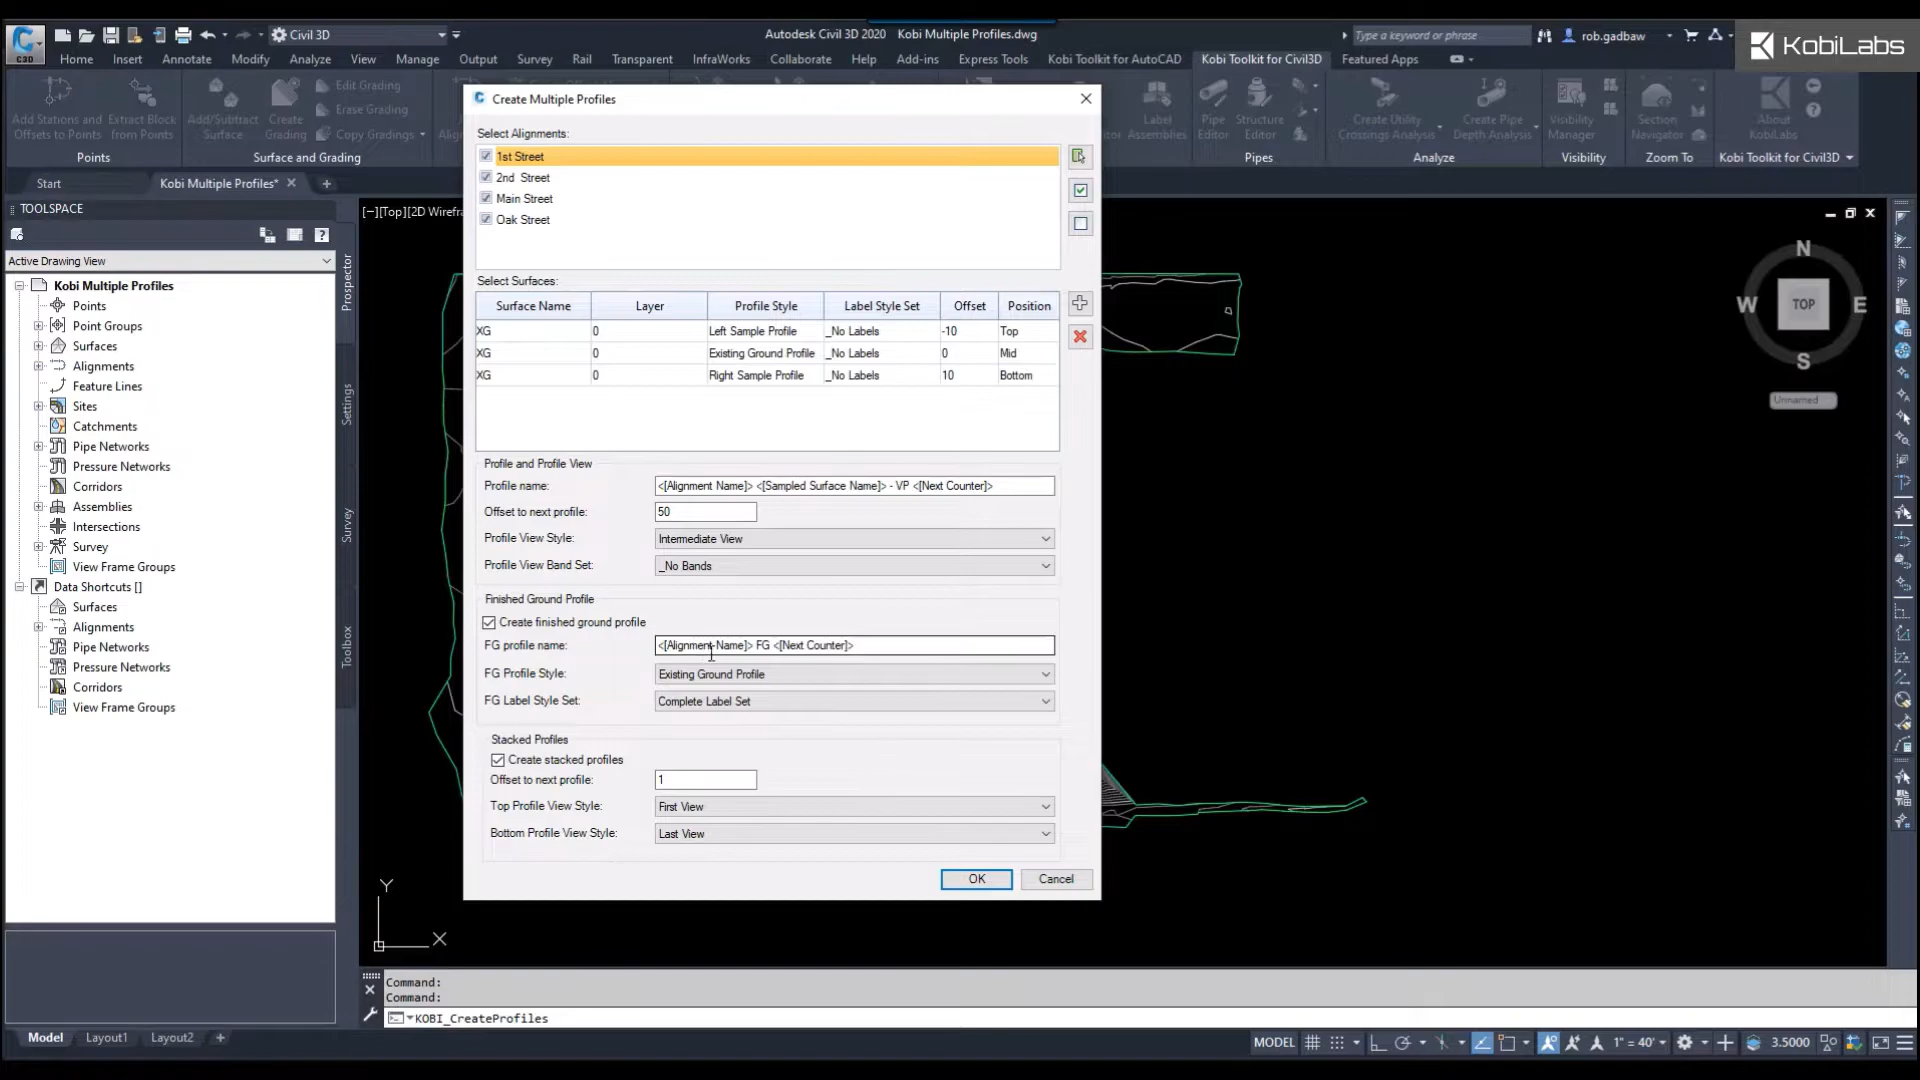 C3D
Civil 3D
Autodesk Civil 3D 2020 Kobi Multiple Profiles.dwg
Type a keyword or phrase
rob.gadbaw
KobiLabs
Home Insert Annotate Modify Analyze View Manage Output Survey Rail Transparent InfraWorks Collaborate Help Add-ins Express Tools Kobi Toolkit for AutoCAD Kobi Toolkit for Civil3D Featured Apps
Add Stations and Offsets to Points
Extract Block from Points
Points
Add/Subtract Surface
Create Grading
Edit Grading
Erase Grading
Copy Gradings
Surface and Grading
Label Assemblies
Pipe Editor
Structure Editor
Pipes
Create Utility Crossings Analysis
Create Pipe Depth Analysis
Analyze
Visibility Manager
Visibility
Section Navigator
Zoom To
About KobiLabs
Kobi Toolkit for Civil3D
Start
Kobi Multiple Profiles*
TOOLSPACE
Active Drawing View
Kobi Multiple Profiles
Points
Point Groups
Surfaces
Alignments
Feature Lines
Sites
Catchments
Pipe Networks
Pressure Networks
Corridors
Assemblies
Intersections
Survey
View Frame Groups
Data Shortcuts []
Surfaces
Alignments
Pipe Networks
Pressure Networks
Corridors
View Frame Groups
Prospector
Settings
Survey
Toolbox
[−][Top][2D Wirefra
Create Multiple Profiles
Select Alignments:
1st Street
2nd Street
Main Street
Oak Street
Select Surfaces:
Surface Name Layer Profile Style Label Style Set Offset Position
XG 0 Left Sample Profile _No Labels -10 Top
XG 0 Existing Ground Profile _No Labels 0 Mid
XG 0 Right Sample Profile _No Labels 10 Bottom
Profile and Profile View
Profile name: <[Alignment Name]> <[Sampled Surface Name]> - VP <[Next Counter]>
Offset to next profile: 50
Profile View Style: Intermediate View
Profile View Band Set: _No Bands
Finished Ground Profile
Create finished ground profile
FG profile name: <[Alignment Name]> FG <[Next Counter]>
FG Profile Style: Existing Ground Profile
FG Label Style Set: Complete Label Set
Stacked Profiles
Create stacked profiles
Offset to next profile: 1
Top Profile View Style: First View
Bottom Profile View Style: Last View
OK Cancel
N
W TOP E
S
Unnamed
Y
X
Command:
Command:
KOBI_CreateProfiles
Model Layout1 Layout2
MODEL 1" = 40' 3.5000